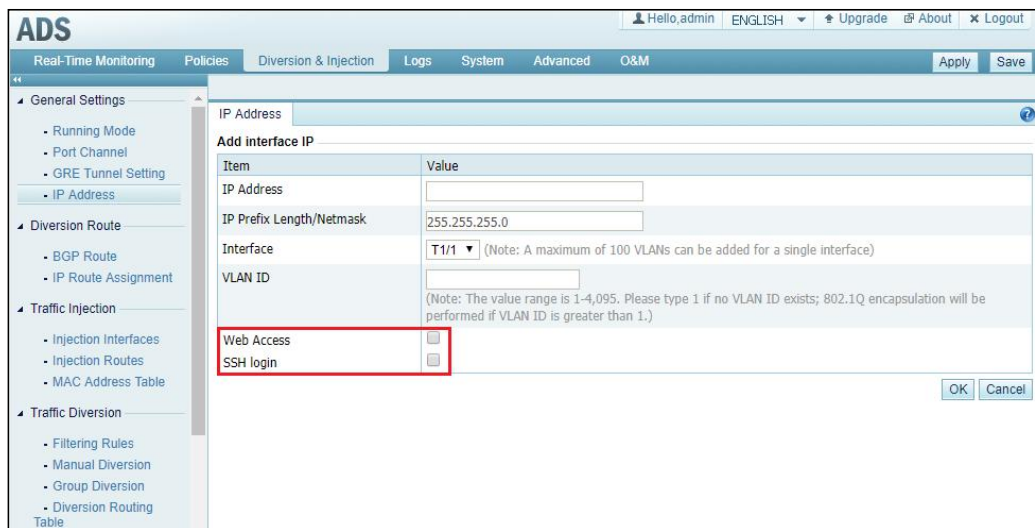 ADS
Hello,admin ENGLISH Upgrade About Logout
Real-Time Monitoring Policies Diversion & Injection Logs System Advanced O&M Apply Save
General Settings
Running Mode
Port Channel
GRE Tunnel Setting
IP Address
Diversion Route
BGP Route
IP Route Assignment
Traffic Injection
Injection Interfaces
Injection Routes
MAC Address Table
Traffic Diversion
Filtering Rules
Manual Diversion
Group Diversion
Diversion Routing
Table
IP Address
Add interface IP
Item Value
IP Address
IP Prefix Length/Netmask 255.255.255.0
Interface T1/1 (Note: A maximum of 100 VLANs can be added for a single interface)
VLAN ID
(Note: The value range is 1-4,095. Please type 1 if no VLAN ID exists; 802.1Q encapsulation will be
performed if VLAN ID is greater than 1.)
Web Access
SSH login
OK Cancel